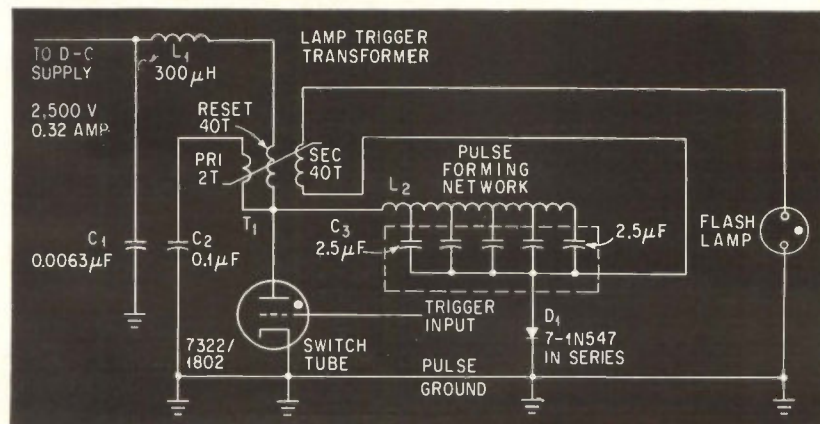 TO D-C
SUPPLY
2,500 V
0.32 AMP
L1
300 μH
LAMP TRIGGER
TRANSFORMER
RESET
40T
PRI
2T
SEC
40T
T1
PULSE
FORMING
NETWORK
L2
C1
0.0063μF
C2
0.1μF
C3
2.5μF
2.5μF
FLASH
LAMP
TRIGGER
INPUT
7322/
1802
SWITCH
TUBE
PULSE
GROUND
D1
7-1N547
IN SERIES